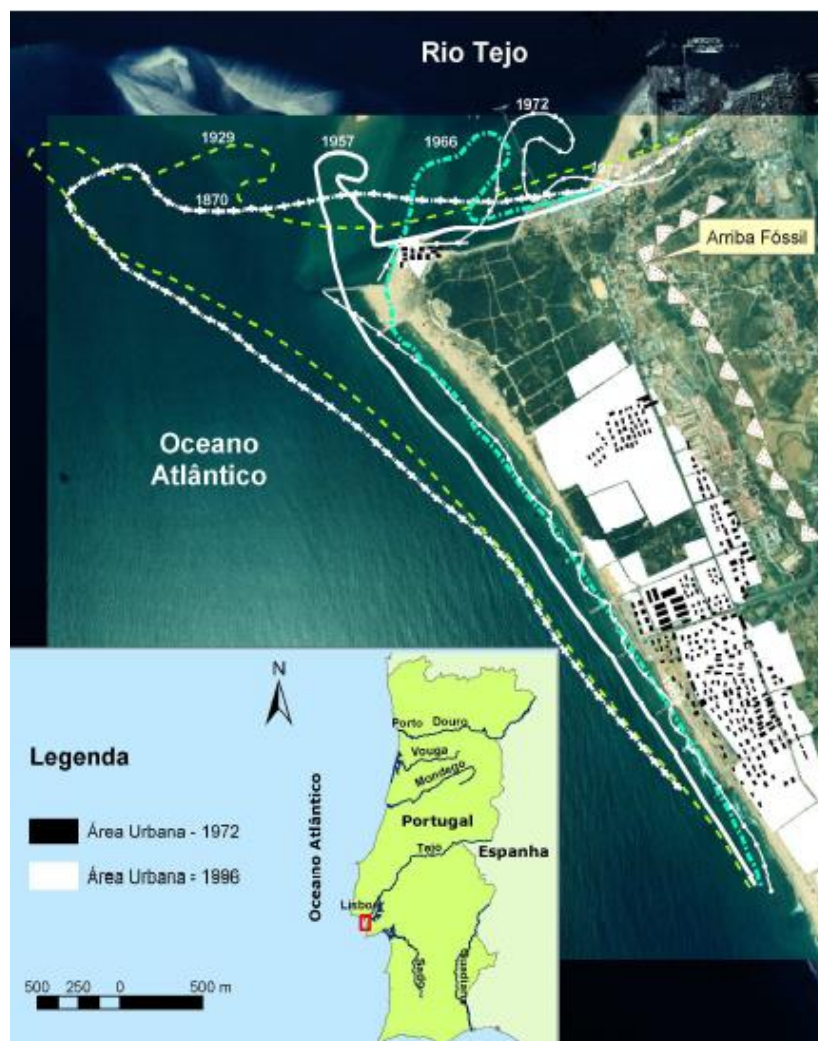 Rio Tejo
1972
1929
1957
1966
1870
Arriba Fóssil
Oceano
Atlântico
N
Legenda
Área Urbana - 1972
Área Urbana - 1996
500 250 0 500 m
Porto Douro
Vouga
Mondego
Oceano Atlântico
Portugal
Espanha
Tejo
Lisboa
Sado
Guadiana